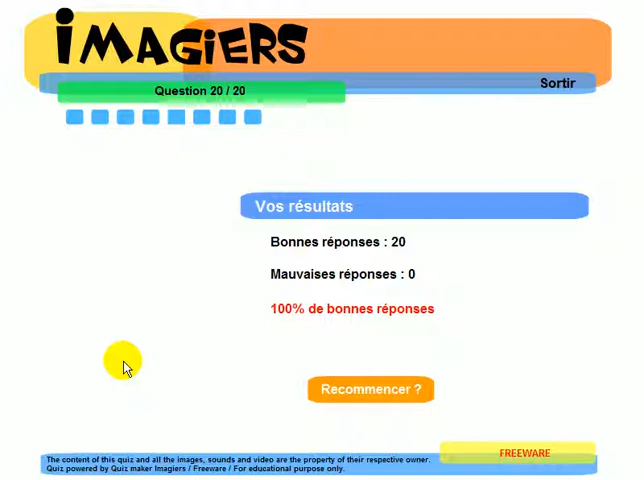 iMAGiERS
Sortir
Question 20 / 20
Vos résultats
Bonnes réponses : 20
Mauvaises réponses : 0
100% de bonnes réponses
Recommencer ?
FREEWARE
The content of this quiz and all the images, sounds and video are the property of their respective owner.
Quiz powered by Quiz maker Imagiers / Freeware / For educational purpose only.